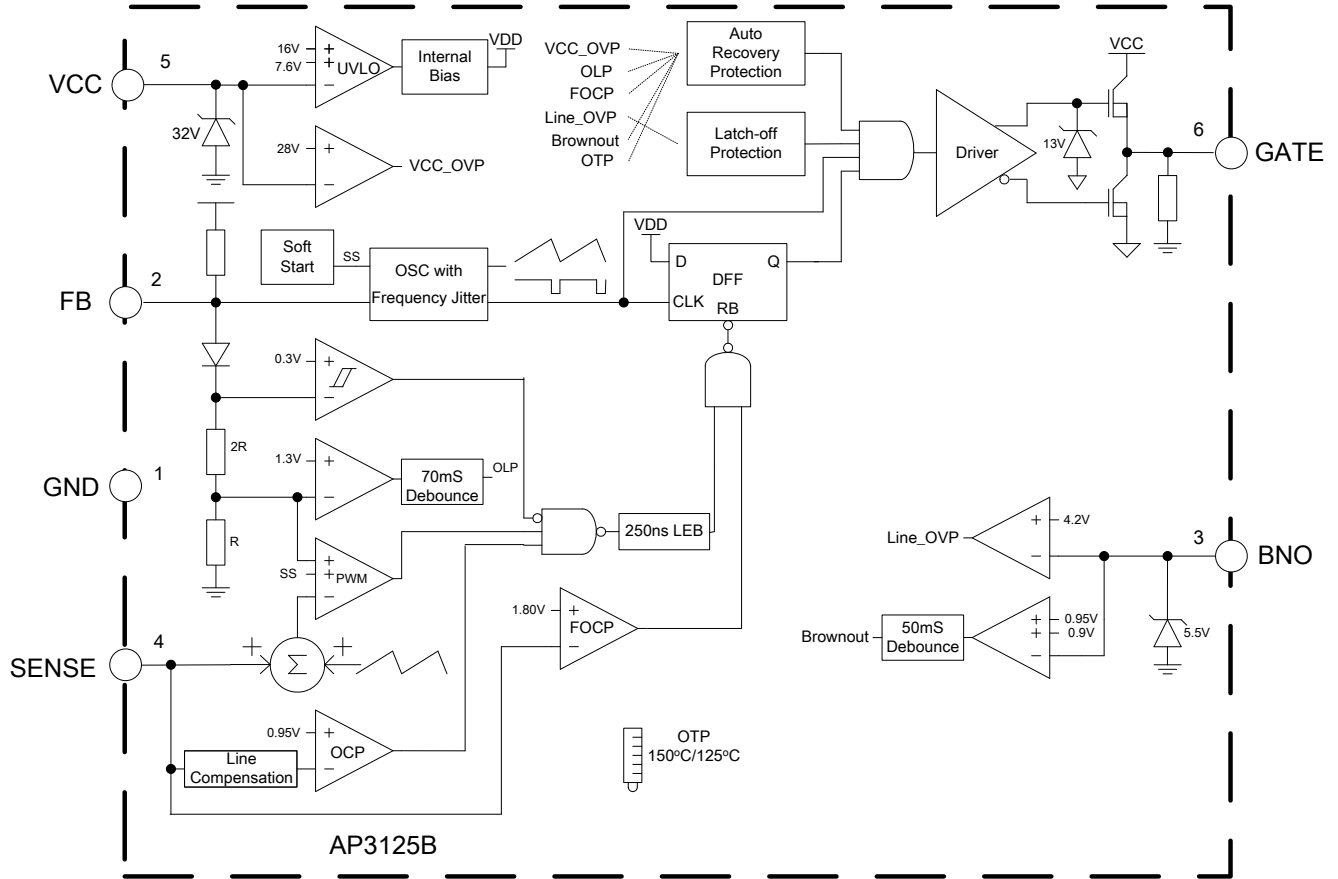 VCC
5
16V
+
7.6V
+
UVLO
−
Internal
Bias
VDD
32V
28V
+
−
VCC_OVP
VCC_OVP
OLP
FOCP
Line_OVP
Brownout
OTP
Auto
Recovery
Protection
Latch-off
Protection
Driver
13V
VCC
6
GATE
Soft
Start
SS
OSC with
Frequency Jitter
VDD
D
Q
DFF
CLK
RB
FB
2
0.3V
+
−
2R
GND
1
1.3V
+
−
70mS
Debounce
OLP
R
SS
+
+
PWM
−
250ns LEB
SENSE
4
+
Σ
+
1.80V
+
FOCP
−
0.95V
+
OCP
−
Line
Compensation
OTP
150ºC/125ºC
Line_OVP
+
4.2V
−
3
BNO
Brownout
50mS
Debounce
+
0.95V
+
0.9V
−
5.5V
AP3125B